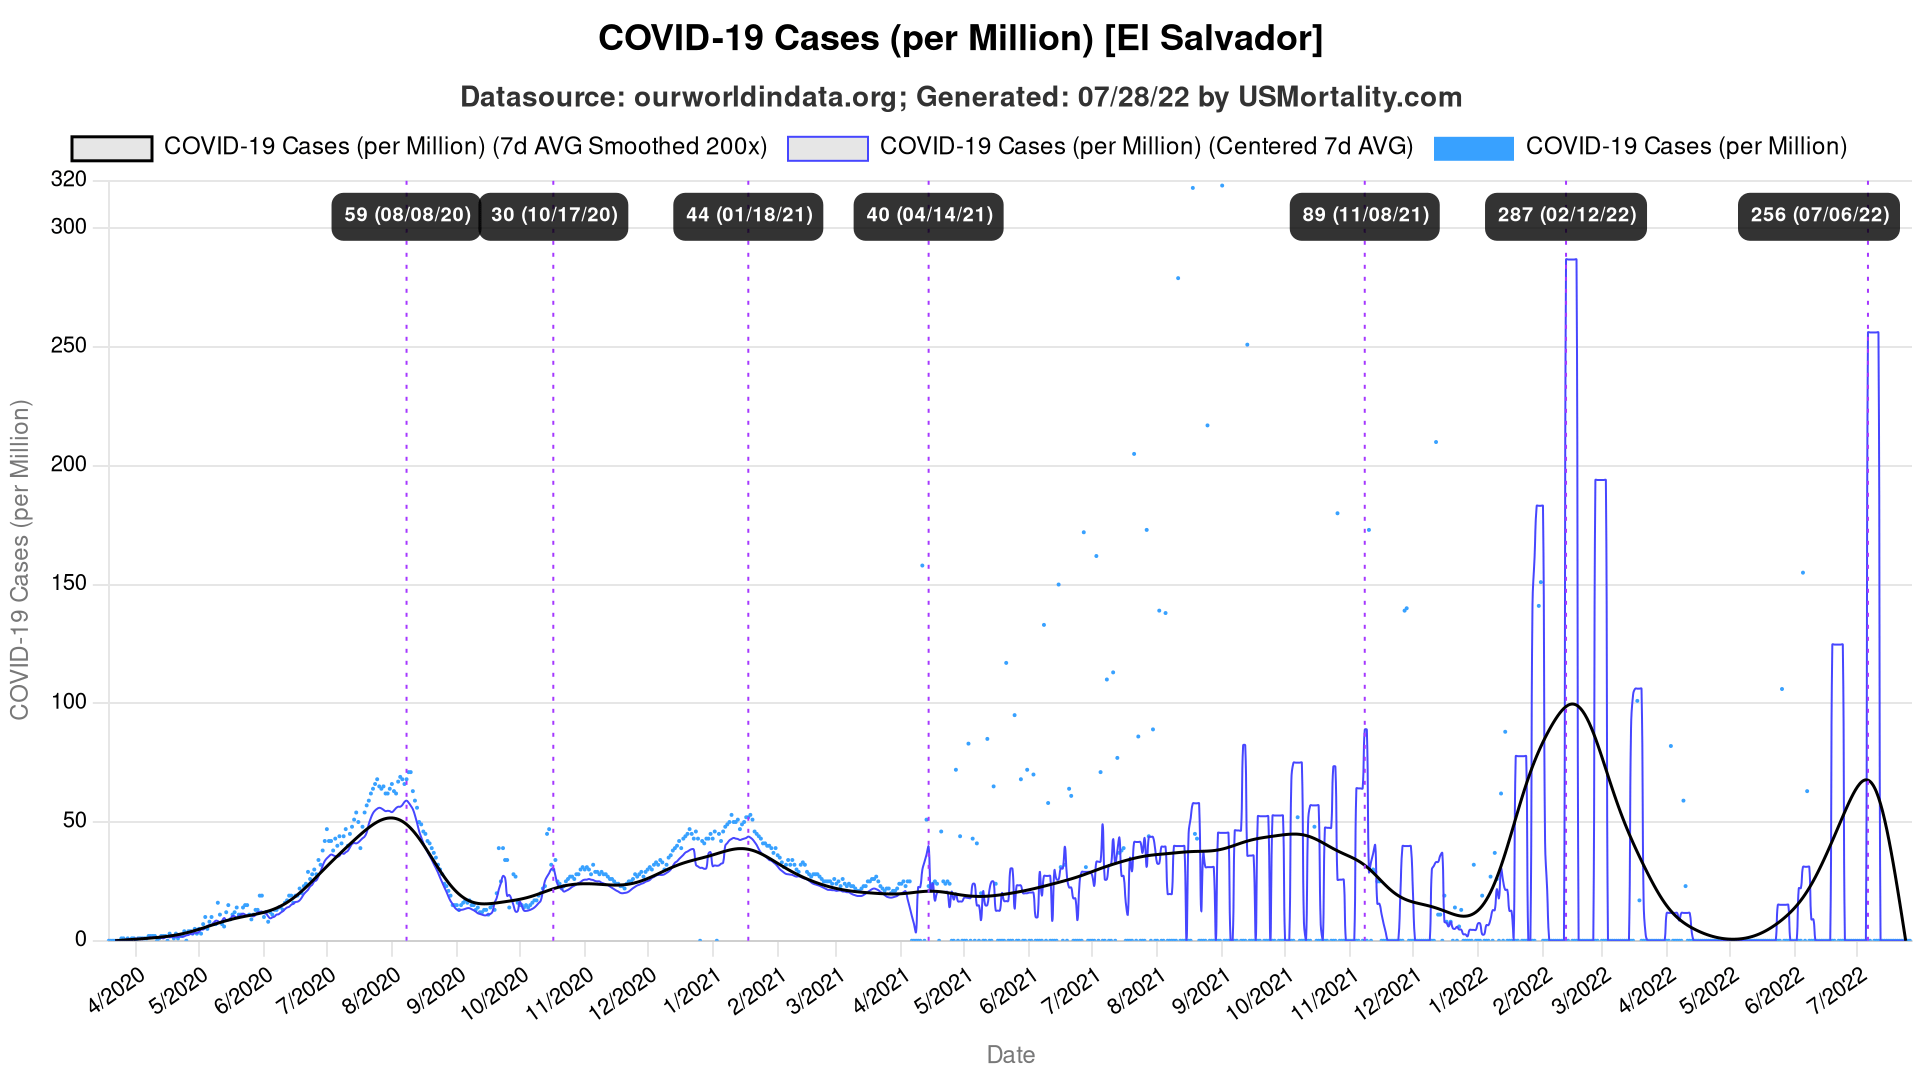 COVID-19 Cases (per Million) [El Salvador]
Datasource: ourworldindata.org; Generated: 07/28/22 by USMortality.com
COVID-19 Cases (per Million) (7d AVG Smoothed 200x) COVID-19 Cases (per Million) (Centered 7d AVG) COVID-19 Cases (per Million)
59 (08/08/20) 30 (10/17/20) 44 (01/18/21) 40 (04/14/21) 89 (11/08/21) 287 (02/12/22) 256 (07/06/22)
COVID-19 Cases (per Million)
320
300
250
200
150
100
50
0
4/2020 5/2020 6/2020 7/2020 8/2020 9/2020 10/2020 11/2020 12/2020 1/2021 2/2021 3/2021 4/2021 5/2021 6/2021 7/2021 8/2021 9/2021 10/2021 11/2021 12/2021 1/2022 2/2022 3/2022 4/2022 5/2022 6/2022 7/2022
Date